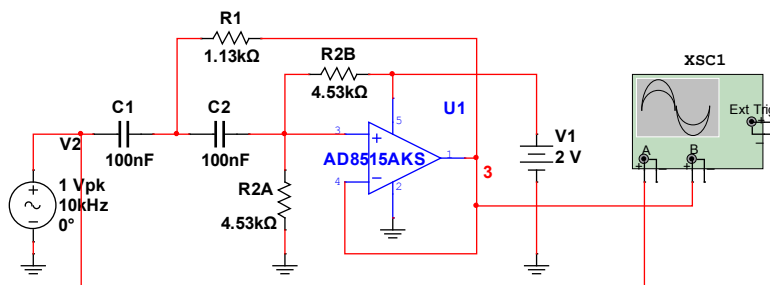 R1
1.13kΩ
R2B
4.53kΩ
XSC1
C1
100nF
C2
100nF
U1
V2
V1
2 V
Ext Trig
+
−
A
B
+
−
+
−
3
5
+
AD8515AKS
1
4
−
2
3
1 Vpk
10kHz
0°
R2A
4.53kΩ